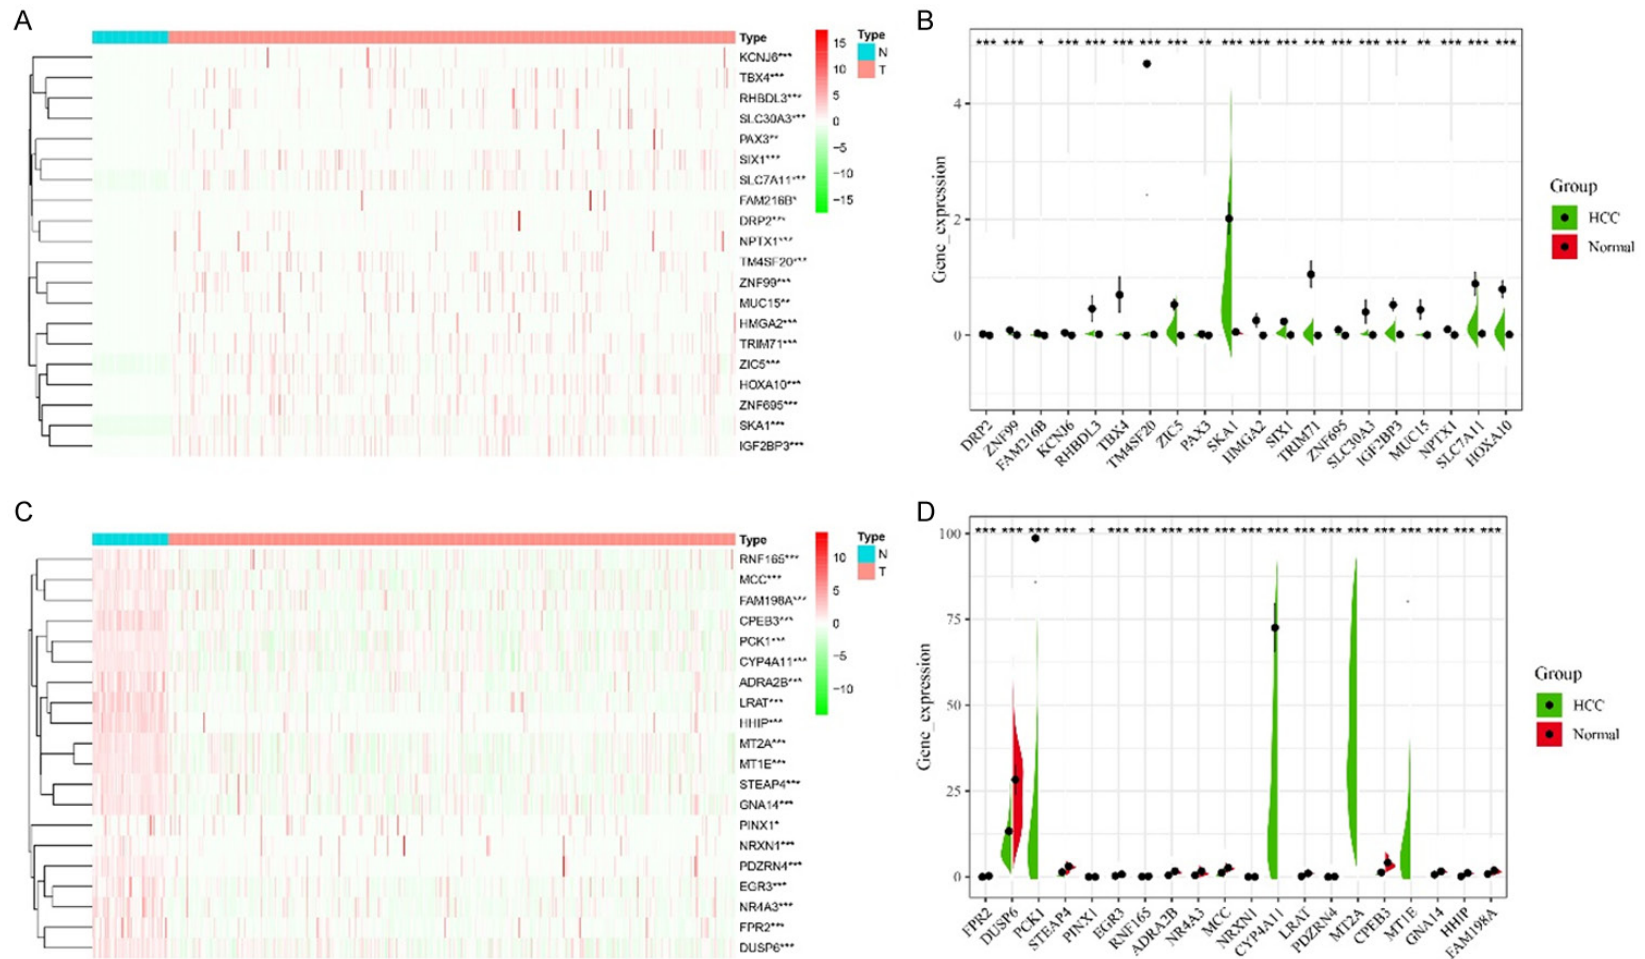 A
Type
KCNJ6***
TBX4***
RHBDL3***
SLC30A3***
PAX3**
SIX1***
SLC7A11***
FAM216B*
DRP2***
NPTX1***
TM4SF20***
ZNF99***
MUC15**
HMGA2***
TRIM71***
ZIC5***
HOXA10***
ZNF695***
SKA1***
IGF2BP3***
15
10
5
0
−5
−10
−15
Type
N
T
B
*** *** * *** *** *** *** *** ** *** *** *** *** *** *** *** ** *** *** ***
Gene_expression
4
2
0
DRP2
ZNF99
FAM216B
KCNJ6
RHBDL3
TBX4
TM4SF20
ZIC5
PAX3
SKA1
HMGA2
SIX1
TRIM71
ZNF695
SLC30A3
IGF2BP3
MUC15
NPTX1
SLC7A11
HOXA10
Group
HCC
Normal
C
Type
RNF165***
MCC***
FAM198A***
CPEB3***
PCK1***
CYP4A11***
ADRA2B***
LRAT***
HHIP***
MT2A***
MT1E***
STEAP4***
GNA14***
PINX1*
NRXN1***
PDZRN4***
EGR3***
NR4A3***
FPR2***
DUSP6***
10
5
0
−5
−10
Type
N
T
D
*** *** *** *** * *** *** *** *** *** *** *** *** *** *** *** *** *** *** ***
Gene_expression
100
75
50
25
0
FPR2
DUSP6
PCK1
STEAP4
PINX1
EGR3
RNF165
ADRA2B
NR4A3
MCC
NRXN1
CYP4A11
LRAT
PDZRN4
MT2A
CPEB3
MT1E
GNA14
HHIP
FAM198A
Group
HCC
Normal